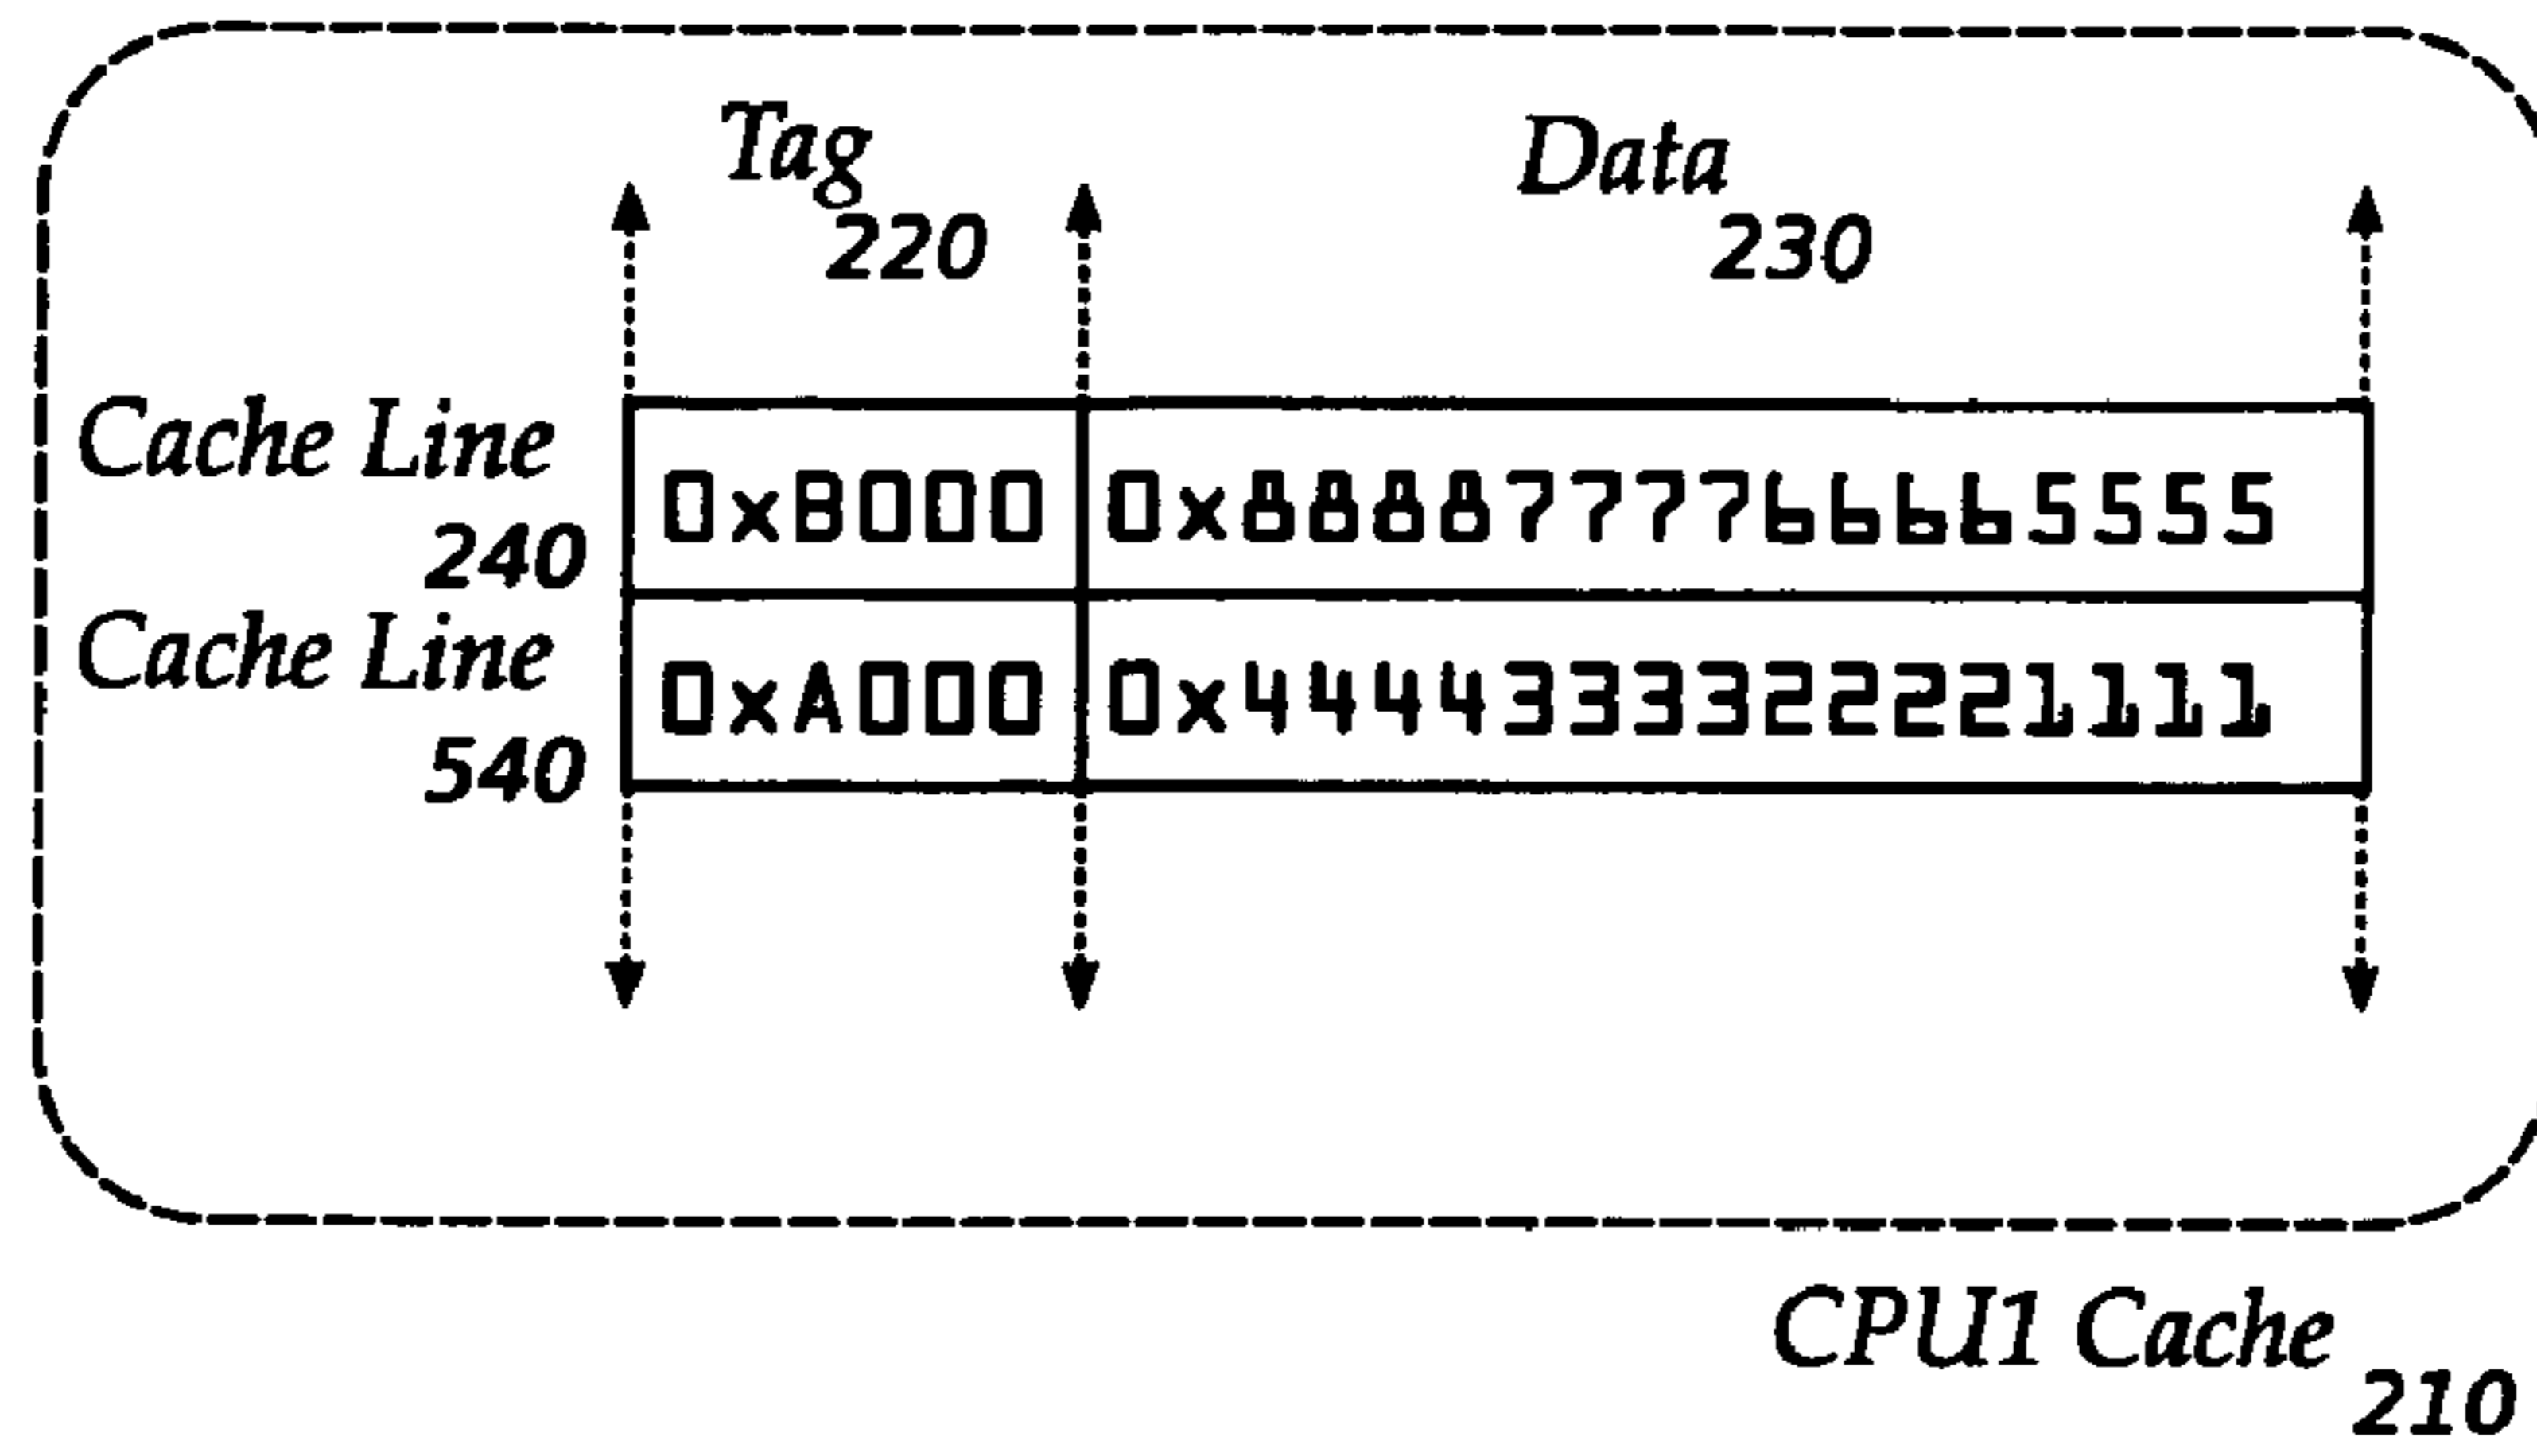 Tag
220
Data
230
Cache Line
240
0xB000
0x8888777766665555
Cache Line
540
0xA000
0x4444333322221111
CPU1 Cache
210